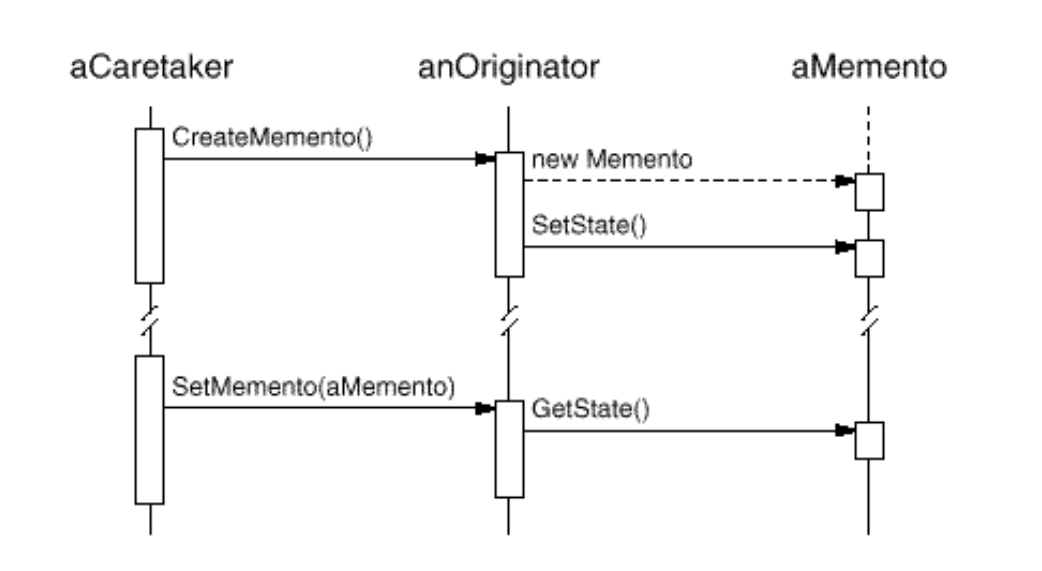 aCaretaker
anOriginator
aMemento
CreateMemento()
new Memento
SetState()
SetMemento(aMemento)
GetState()